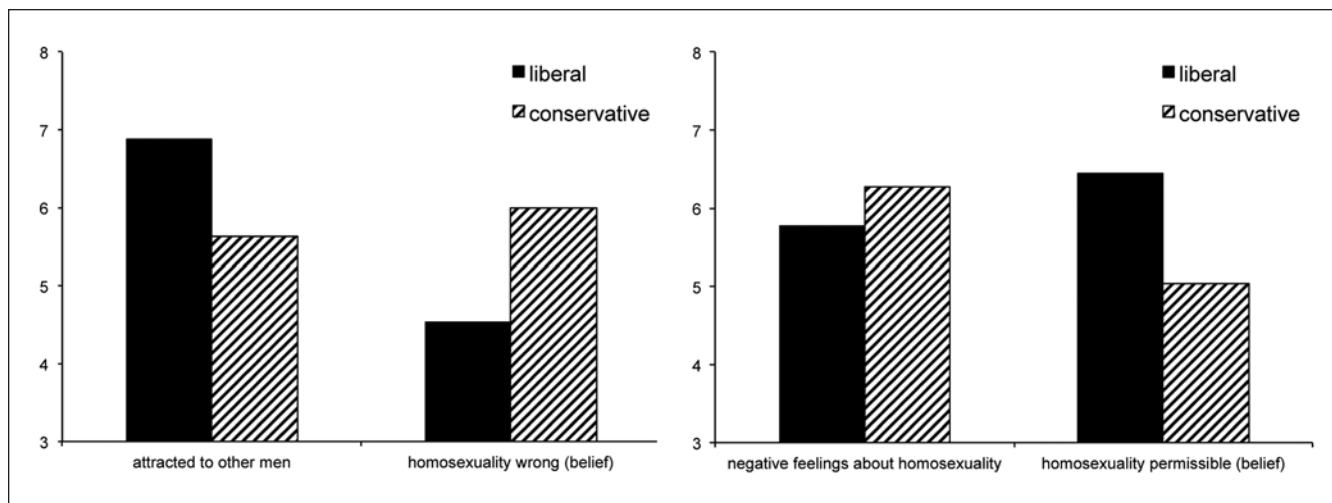 8
7
6
5
4
3
liberal
conservative
attracted to other men
homosexuality wrong (belief)
8
7
6
5
4
3
liberal
conservative
negative feelings about homosexuality
homosexuality permissible (belief)